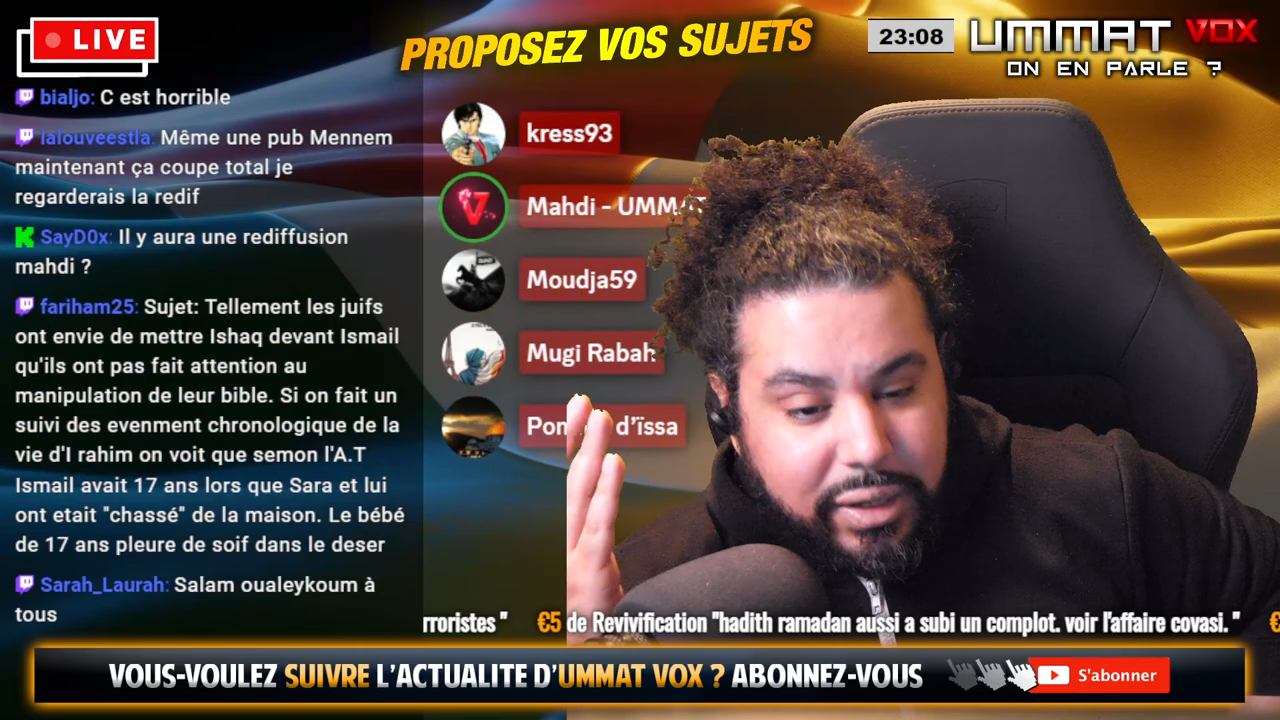 LIVE
PROPOSEZ VOS SUJETS
23:08
UMMAT VOX
ON EN PARLE ?
bialjo: C est horrible
lalouveestla: Même une pub Mennem
maintenant ça coupe total je
regarderais la redif
SayD0x: Il y aura une rediffusion
mahdi ?
fariham25: Sujet: Tellement les juifs
ont envie de mettre Ishaq devant Ismail
qu'ils ont pas fait attention au
manipulation de leur bible. Si on fait un
suivi des evenment chronologique de la
vie d'I rahim on voit que semon l'A.T
Ismail avait 17 ans lors que Sara et lui
ont etait "chassé" de la maison. Le bébé
de 17 ans pleure de soif dans le deser
Sarah_Laurah: Salam oualeykoum à
tous
kress93
Mahdi - UMMAT
Moudja59
Mugi Rabah
d'ïssa
rroristes " €5 de Revivification "hadith ramadan aussi a subi un complot. voir l'affaire covasi. "
VOUS-VOULEZ SUIVRE L'ACTUALITE D'UMMAT VOX ? ABONNEZ-VOUS
S'abonner